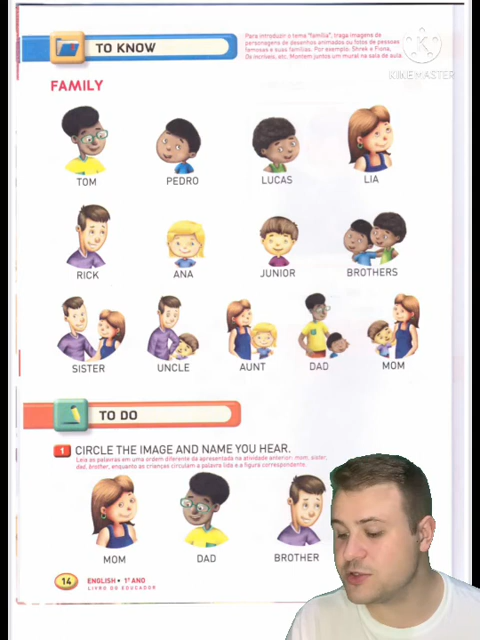 TO KNOW
Para introduzir o tema "família", traga imagens de
personagens de desenhos animados ou fotos de pessoas
famosas e suas famílias. Por exemplo: Shrek e Fiona,
Os incríveis, etc. Montem juntos um mural na sala de aula.
KINEMASTER
FAMILY
TOM
PEDRO
LUCAS
LIA
RICK
ANA
JUNIOR
BROTHERS
SISTER
UNCLE
AUNT
DAD
MOM
TO DO
1 CIRCLE THE IMAGE AND NAME YOU HEAR.
Leia as palavras em uma ordem diferente da apresentada na atividade anterior: mom, sister,
dad, brother, enquanto as crianças circulam a palavra lida e a figura correspondente.
MOM
DAD
BROTHER
14 ENGLISH • 1º ANO
LIVRO DO EDUCADOR